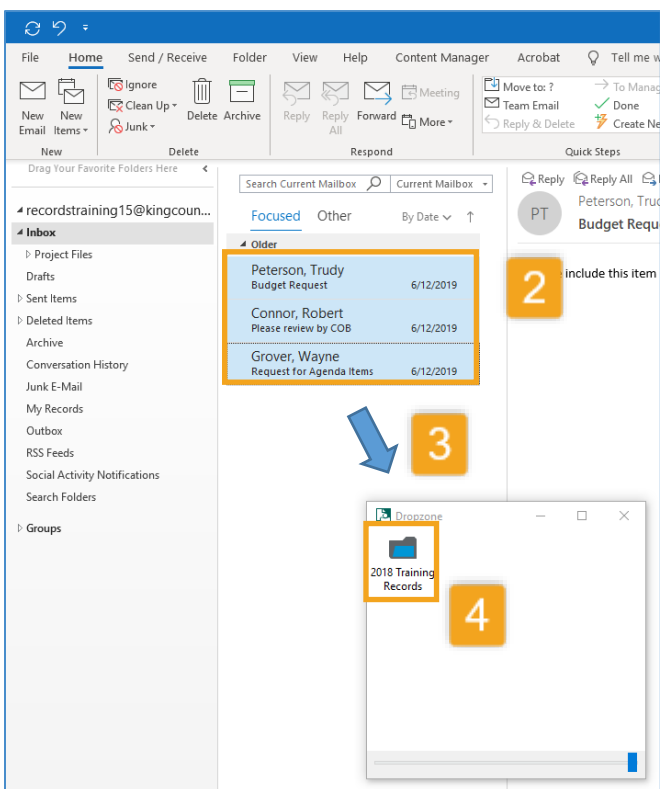 File Home Send / Receive Folder View Help Content Manager Acrobat Tell me w
Ignore
Clean Up
Junk
New Email
New Items
Delete
Archive
Reply
Reply All
Forward
Meeting
More
Move to: ?
Team Email
Reply & Delete
To Manag
Done
Create Ne
New Delete Respond Quick Steps
Drag Your Favorite Folders Here
recordstraining15@kingcoun...
Inbox
Project Files
Drafts
Sent Items
Deleted Items
Archive
Conversation History
Junk E-Mail
My Records
Outbox
RSS Feeds
Social Activity Notifications
Search Folders
Groups
Search Current Mailbox Current Mailbox
Focused Other By Date
Older
Peterson, Trudy
Budget Request 6/12/2019
Connor, Robert
Please review by COB 6/12/2019
Grover, Wayne
Request for Agenda Items 6/12/2019
Reply Reply All
PT
Peterson, Trud
Budget Requ
include this item
2
3
Dropzone
2018 Training
Records
4